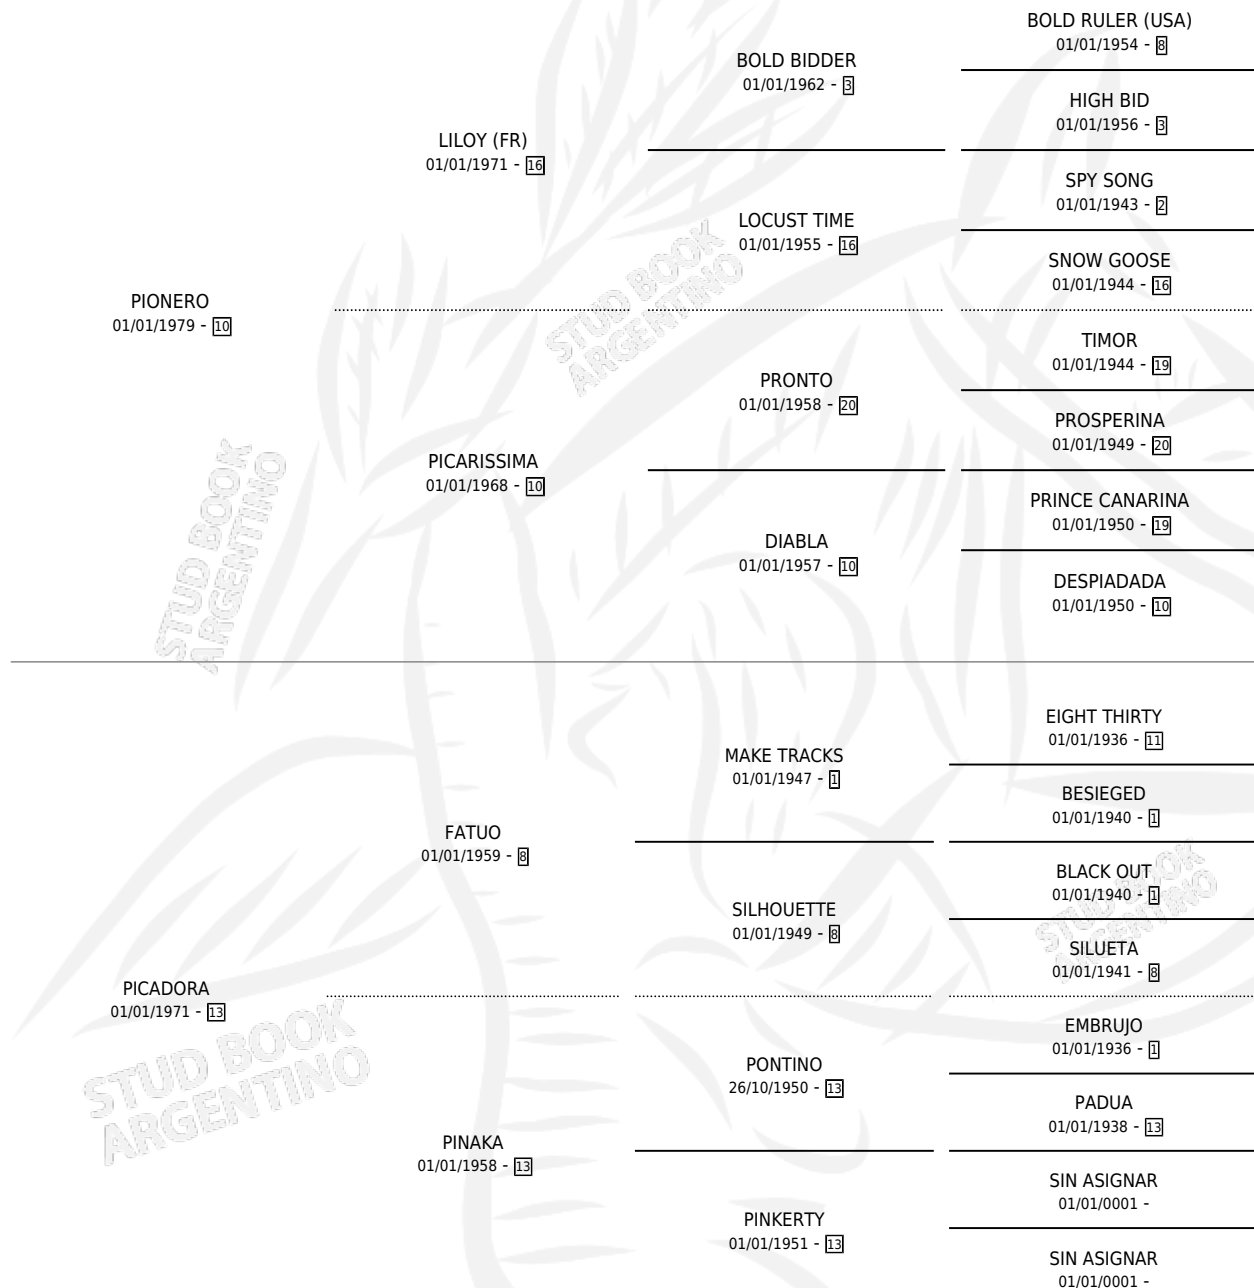 BOLD RULER (USA)
01/01/1954 - 8
BOLD BIDDER
01/01/1962 - 3
HIGH BID
01/01/1956 - 3
LILOY (FR)
01/01/1971 - 16
SPY SONG
01/01/1943 - 2
LOCUST TIME
01/01/1955 - 16
SNOW GOOSE
01/01/1944 - 16
PIONERO
01/01/1979 - 10
TIMOR
01/01/1944 - 19
PRONTO
01/01/1958 - 20
PROSPERINA
01/01/1949 - 20
PICARISSIMA
01/01/1968 - 10
PRINCE CANARINA
01/01/1950 - 19
DIABLA
01/01/1957 - 10
DESPIADADA
01/01/1950 - 10
EIGHT THIRTY
01/01/1936 - 11
MAKE TRACKS
01/01/1947 - 1
BESIEGED
01/01/1940 - 1
FATUO
01/01/1959 - 8
BLACK OUT
01/01/1940 - 1
SILHOUETTE
01/01/1949 - 8
SILUETA
01/01/1941 - 8
PICADORA
01/01/1971 - 13
EMBRUJO
01/01/1936 - 1
PONTINO
26/10/1950 - 13
PADUA
01/01/1938 - 13
PINAKA
01/01/1958 - 13
SIN ASIGNAR
01/01/0001 -
PINKERTY
01/01/1951 - 13
SIN ASIGNAR
01/01/0001 -
STUD BOOK
ARGENTINO
STUD BOOK
ARGENTINO
STUD BOOK
ARGENTINO
STUD BOOK
ARGENTINO